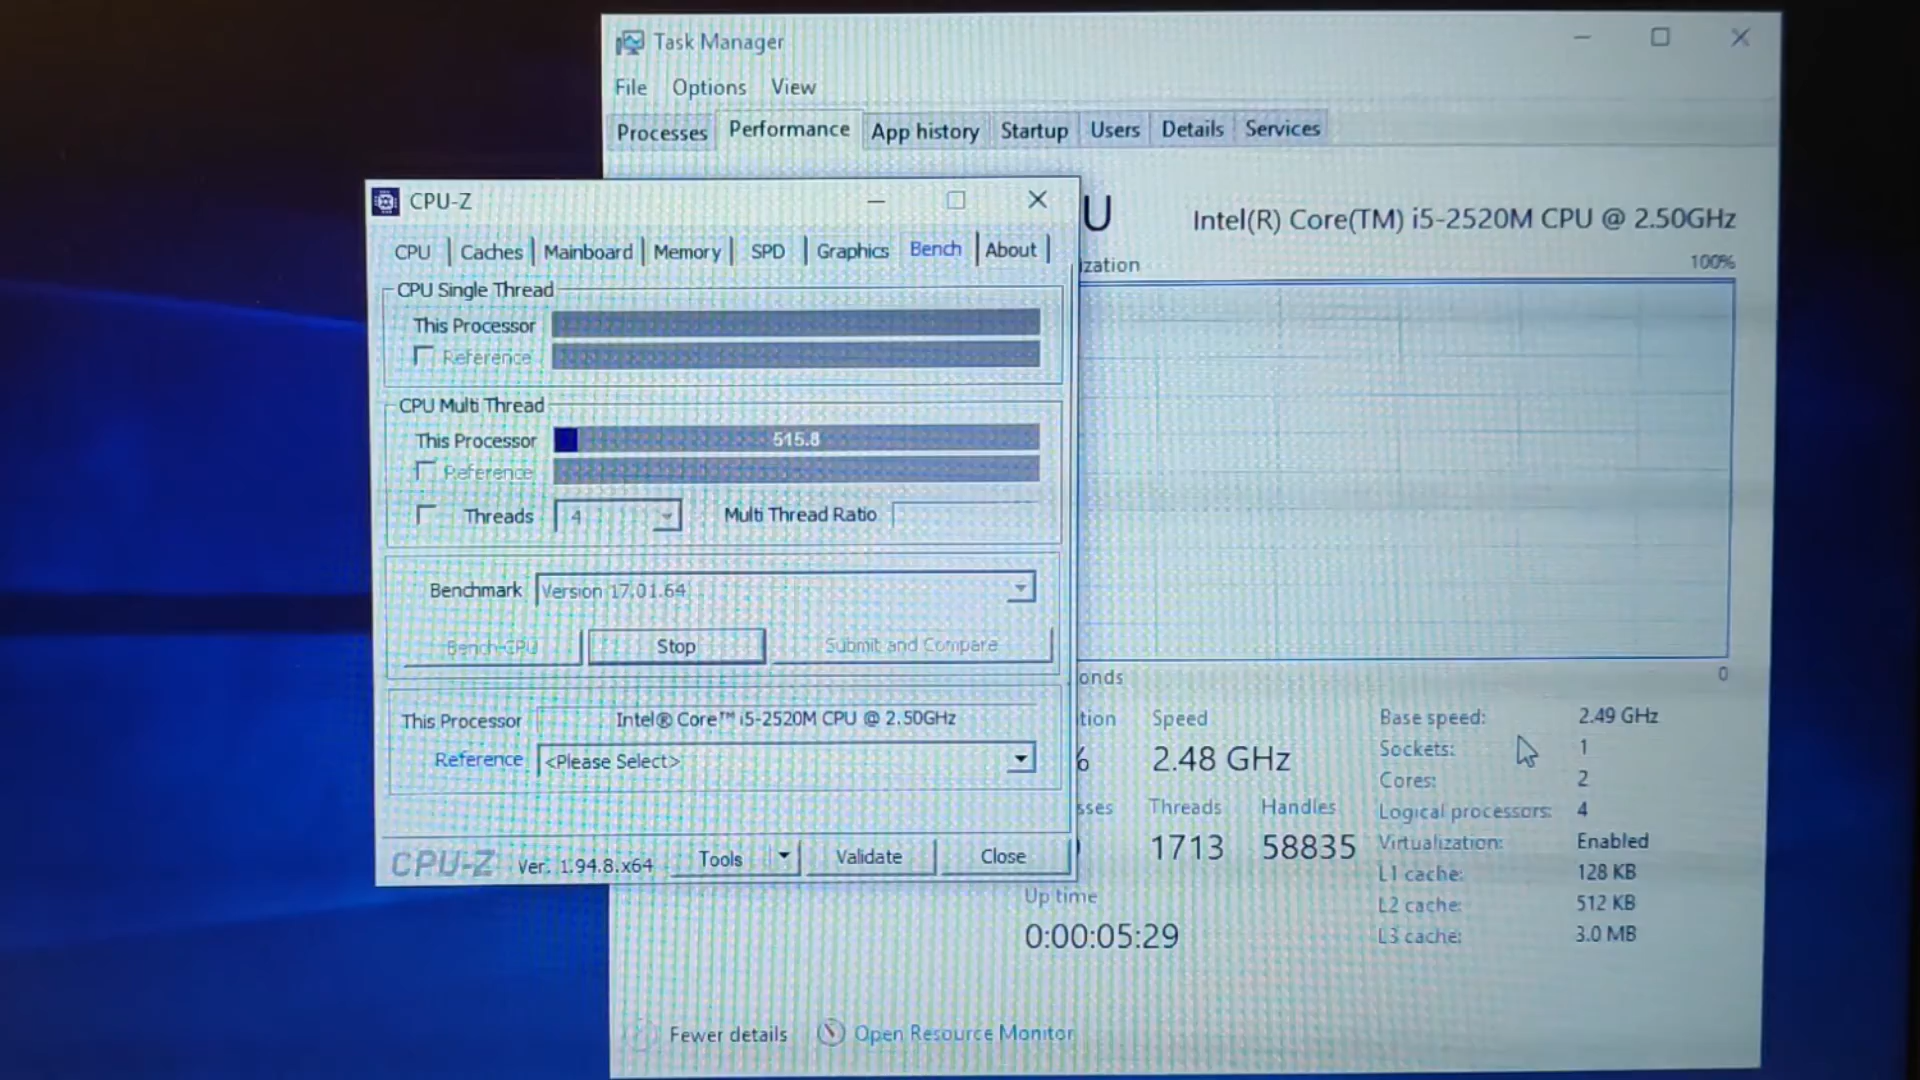 Task Manager
File Options View
Processes Performance App history Startup Users Details Services
U
Intel(R) Core(TM) i5-2520M CPU @ 2.50GHz
zation
100%
CPU-Z
CPU Caches Mainboard Memory SPD Graphics Bench About
CPU Single Thread
This Processor
Reference
CPU Multi Thread
This Processor 515.8
Reference
Threads 4 Multi Thread Ratio
Benchmark Version 17.01.64
Bench CPU Stop Submit and Compare
This Processor Intel® Core™ i5-2520M CPU @ 2.50GHz
Reference <Please Select>
CPU-Z Ver. 1.94.8.x64 Tools Validate Close
onds
0
tion Speed
2.48 GHz
sses Threads Handles
1713 58835
Up time
0:00:05:29
Base speed: 2.49 GHz
Sockets: 1
Cores: 2
Logical processors: 4
Virtualization: Enabled
L1 cache: 128 KB
L2 cache: 512 KB
L3 cache: 3.0 MB
Fewer details Open Resource Monitor